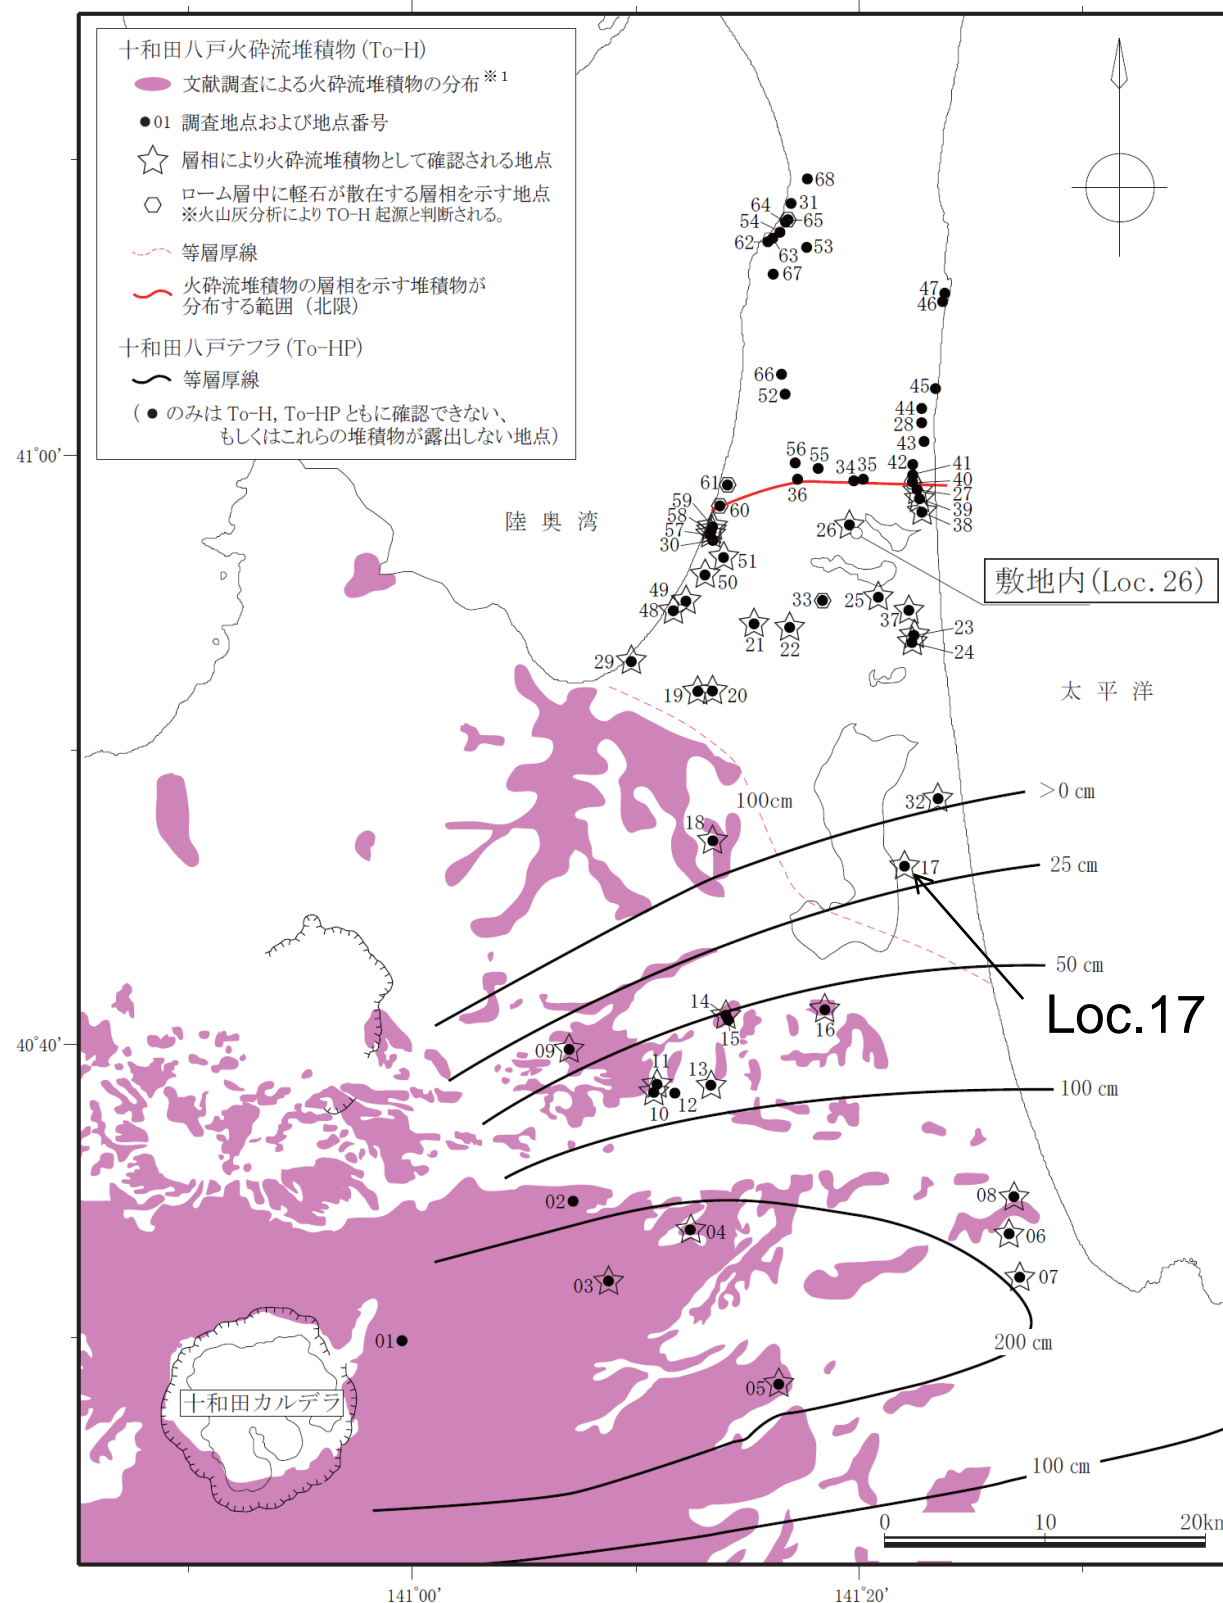 十和田八戸火砕流堆積物(To-H)
文献調査による火砕流堆積物の分布※1
01 調査地点および地点番号
層相により火砕流堆積物として確認される地点
ローム層中に軽石が散在する層相を示す地点
※火山灰分析によりTO-H起源と判断される。
等層厚線
火砕流堆積物の層相を示す堆積物が
分布する範囲（北限）
十和田八戸テフラ(To-HP)
等層厚線
（ ● のみは To-H, To-HP ともに確認できない、
もしくはこれらの堆積物が露出しない地点）
68
64
31
54
65
62
63
53
67
47
46
66
52
45
44
28
43
41°00'
56
55
42
41
34
35
40
61
36
27
59
60
39
58
陸奥湾
57
26
38
30
51
敷地内(Loc.26)
50
49
33
25
48
37
23
21
22
24
29
19
20
太平洋
100cm
＞0 cm
32
18
25 cm
17
50 cm
14
Loc.17
16
15
40°40'
09
11
13
100 cm
10
12
02
08
04
06
03
07
01
200 cm
05
十和田カルデラ
100 cm
0
10
20km
141°00'
141°20'